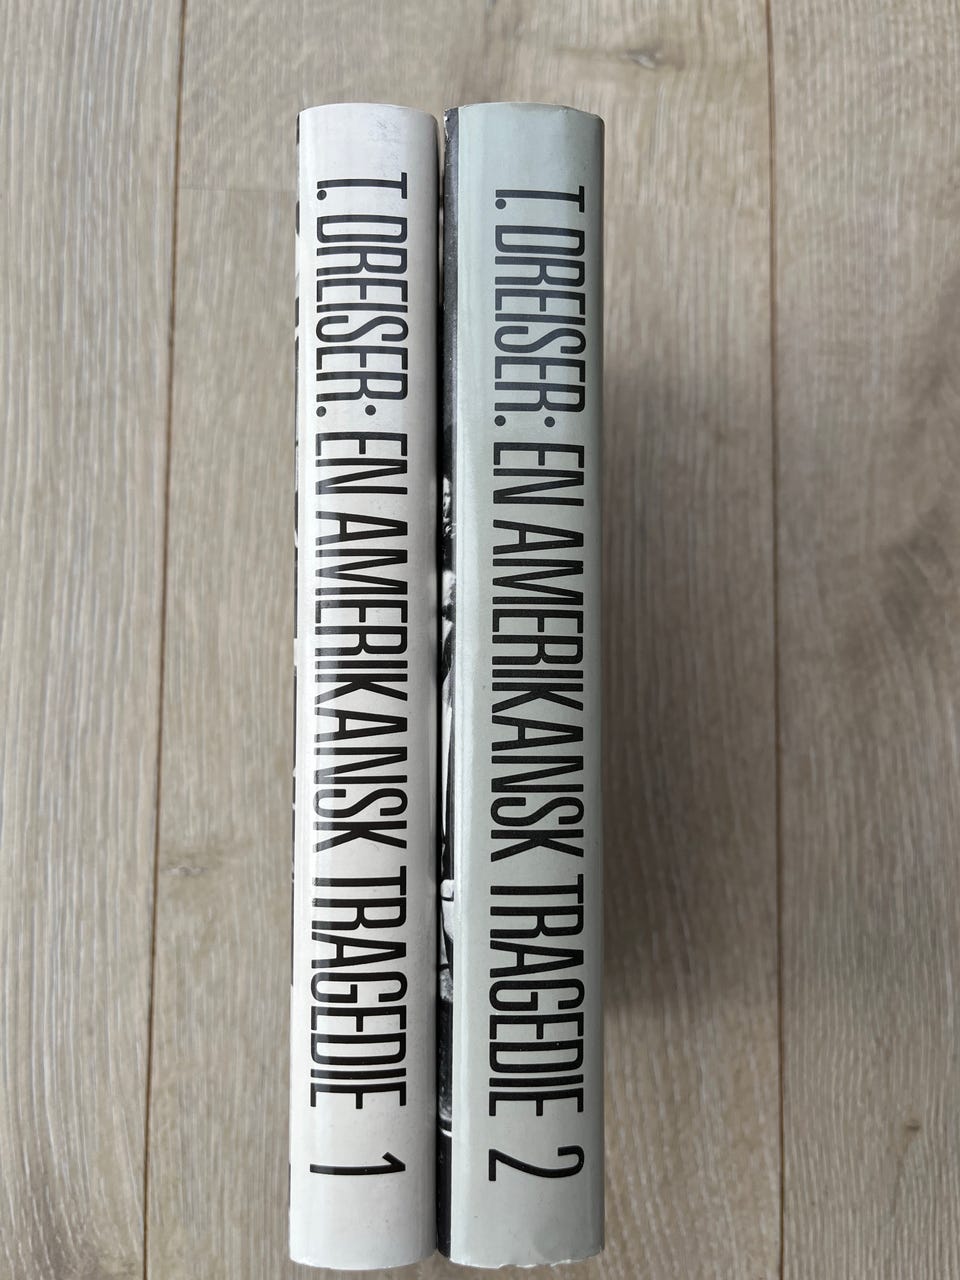 T. DREISER: EN AMERIKANSK TRAGEDIE 1
T. DREISER: EN AMERIKANSK TRAGEDIE 2